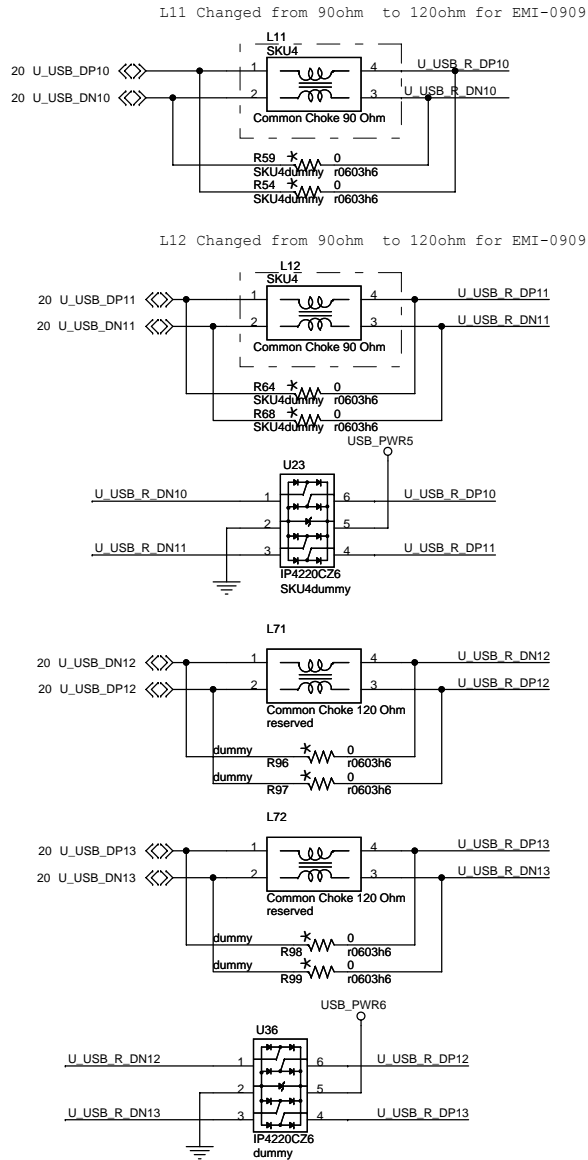 L11 Changed from 90ohm  to 120ohm for EMI-0909
L11
SKU4
20 U_USB_DP10 1 4 U_USB_R_DP10
20 U_USB_DN10 2 3 U_USB_R_DN10
Common Choke 90 Ohm
R59 0
SKU4dummy r0603h6
R54 0
SKU4dummy r0603h6
L12 Changed from 90ohm  to 120ohm for EMI-0909
L12
SKU4
20 U_USB_DP11 1 4 U_USB_R_DP11
20 U_USB_DN11 2 3 U_USB_R_DN11
Common Choke 90 Ohm
R64 0
SKU4dummy r0603h6
R68 0
SKU4dummy r0603h6
USB_PWR5
U23
U_USB_R_DN10 1 6 U_USB_R_DP10
2 5
U_USB_R_DN11 3 4 U_USB_R_DP11
IP4220CZ6
SKU4dummy
L71
20 U_USB_DN12 1 4 U_USB_R_DN12
20 U_USB_DP12 2 3 U_USB_R_DP12
Common Choke 120 Ohm
reserved
dummy 0
R96 r0603h6
dummy 0
R97 r0603h6
L72
20 U_USB_DP13 1 4 U_USB_R_DP13
20 U_USB_DN13 2 3 U_USB_R_DN13
Common Choke 120 Ohm
reserved
dummy 0
R98 r0603h6
dummy 0
R99 r0603h6
USB_PWR6
U36
U_USB_R_DN12 1 6 U_USB_R_DP12
2 5
U_USB_R_DN13 3 4 U_USB_R_DP13
IP4220CZ6
dummy